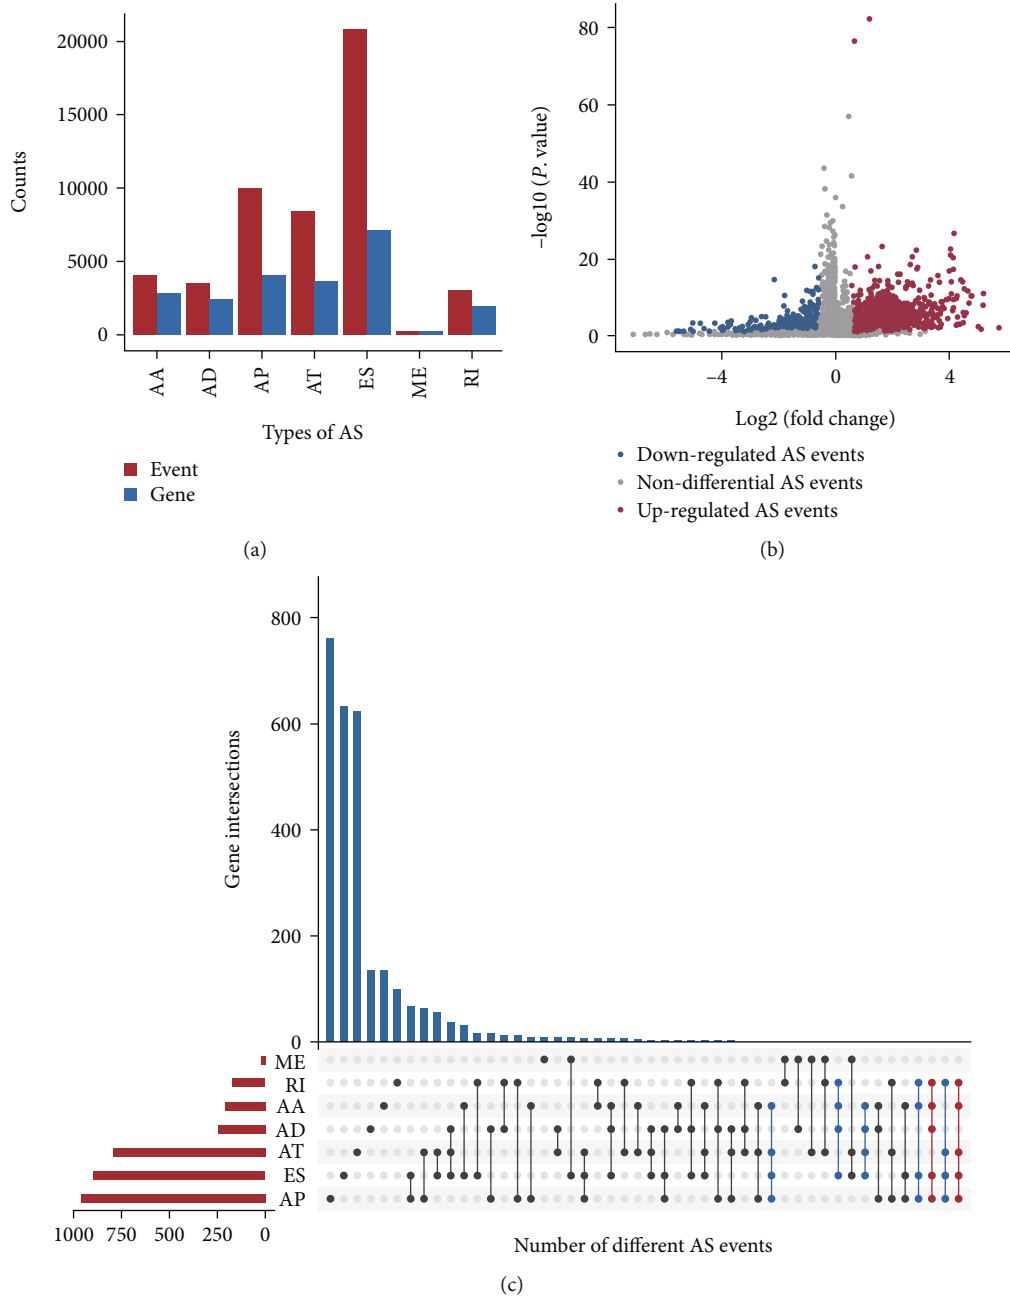 20000
15000
10000
5000
0
Counts
AA
AD
AP
AT
ES
ME
RI
Types of AS
Event
Gene
(a)
80
60
40
20
0
−log10 (P. value)
−4
0
4
Log2 (fold change)
Down-regulated AS events
Non-differential AS events
Up-regulated AS events
(b)
800
600
400
200
0
Gene intersections
ME
RI
AA
AD
AT
ES
AP
1000 750 500 250 0
Number of different AS events
(c)